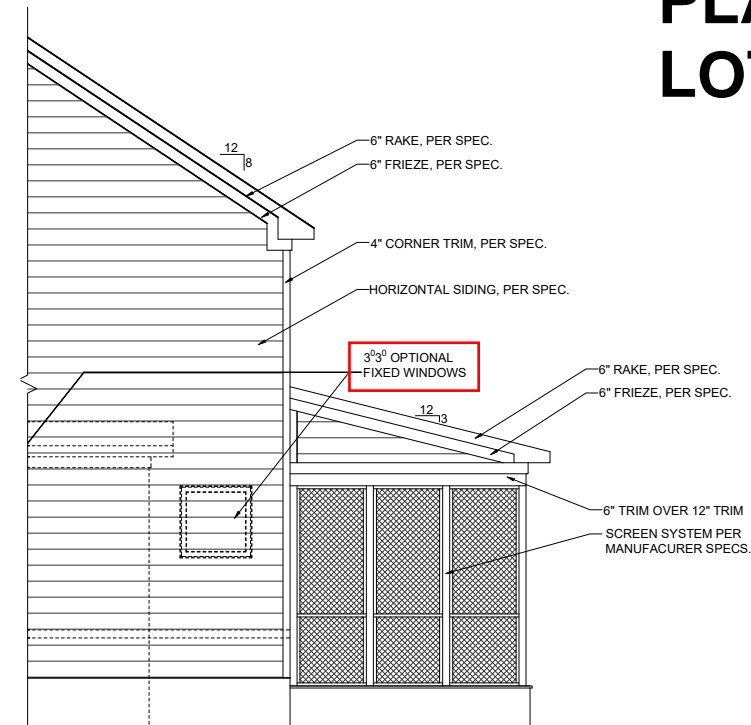 PLA
LOT
12
8
6" RAKE, PER SPEC.
6" FRIEZE, PER SPEC.
4" CORNER TRIM, PER SPEC.
HORIZONTAL SIDING, PER SPEC.
3⁰3⁰ OPTIONAL
FIXED WINDOWS
6" RAKE, PER SPEC.
6" FRIEZE, PER SPEC.
12
3
6" TRIM OVER 12" TRIM
SCREEN SYSTEM PER
MANUFACURER SPECS.